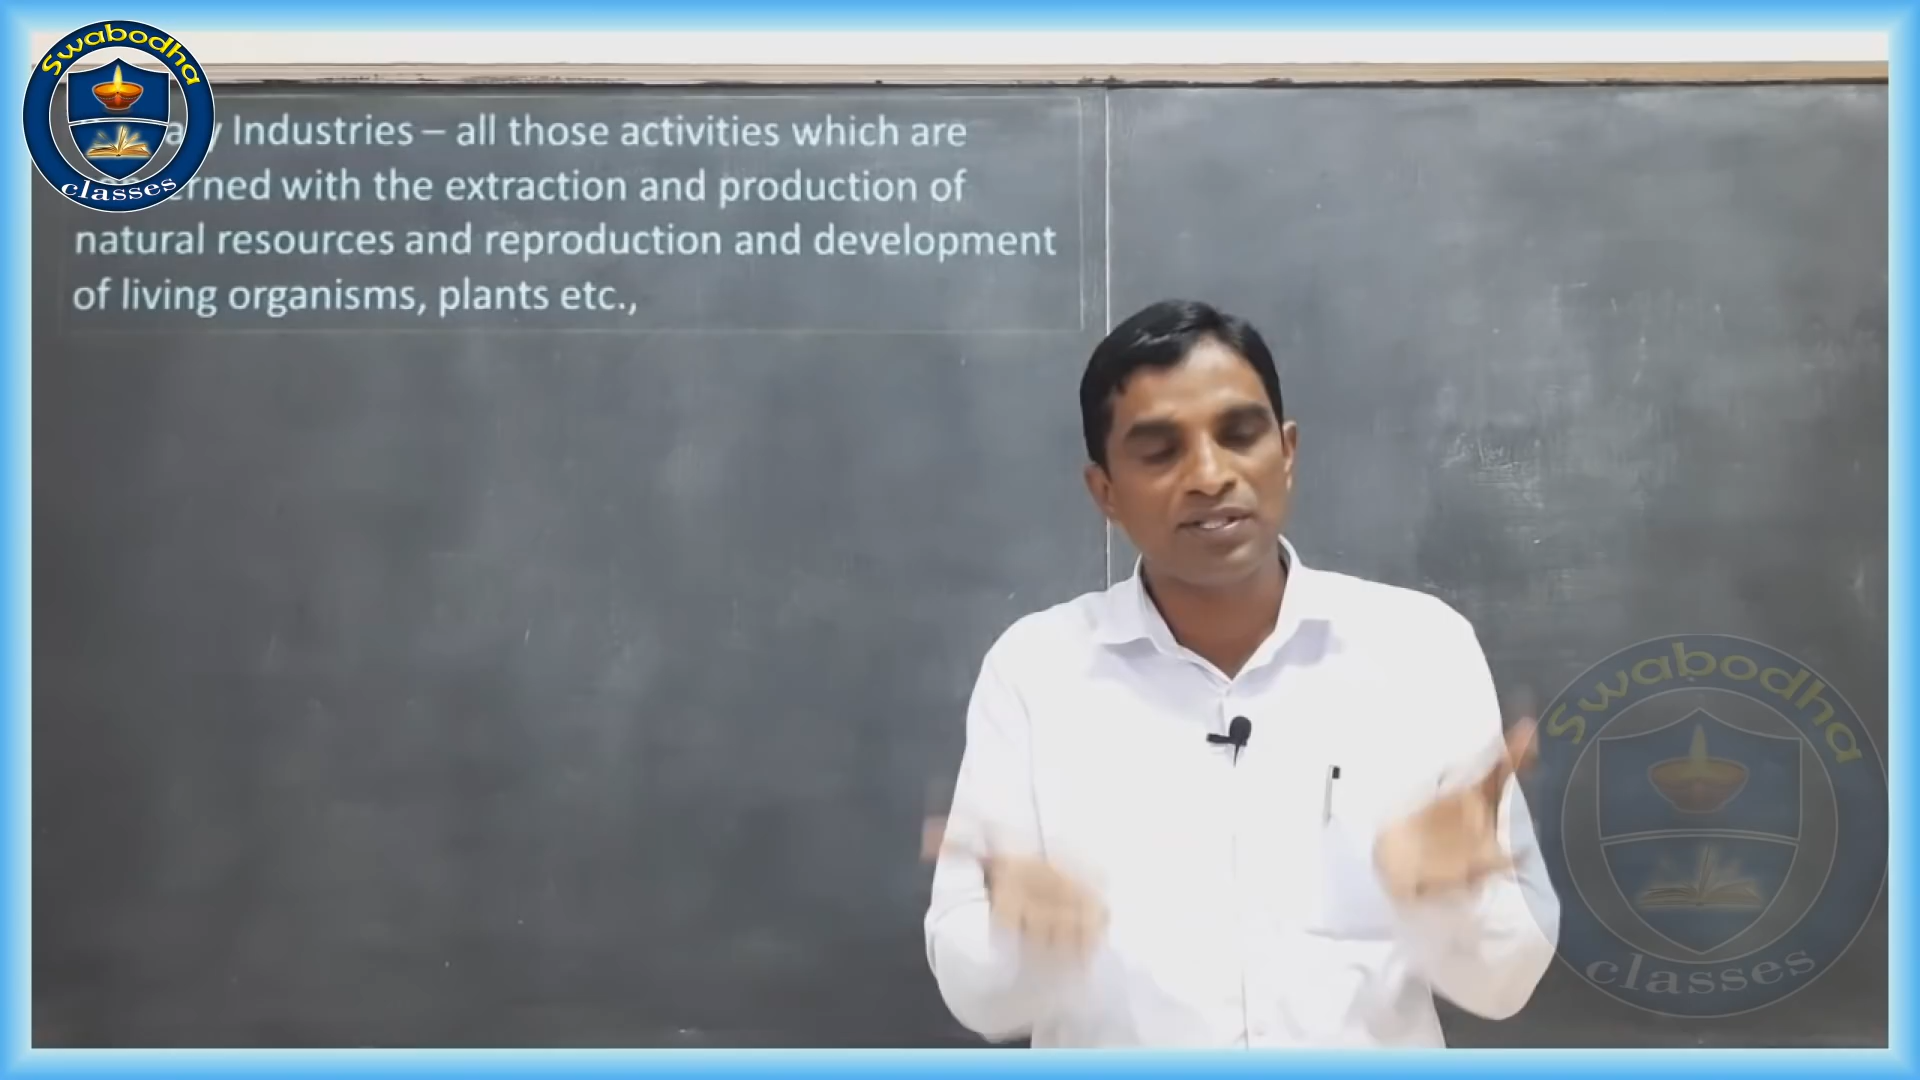 Swabodha
classes
Industries – all those activities which are
with the extraction and production of
natural resources and reproduction and development
of living organisms, plants etc.,
Swabodha
classes